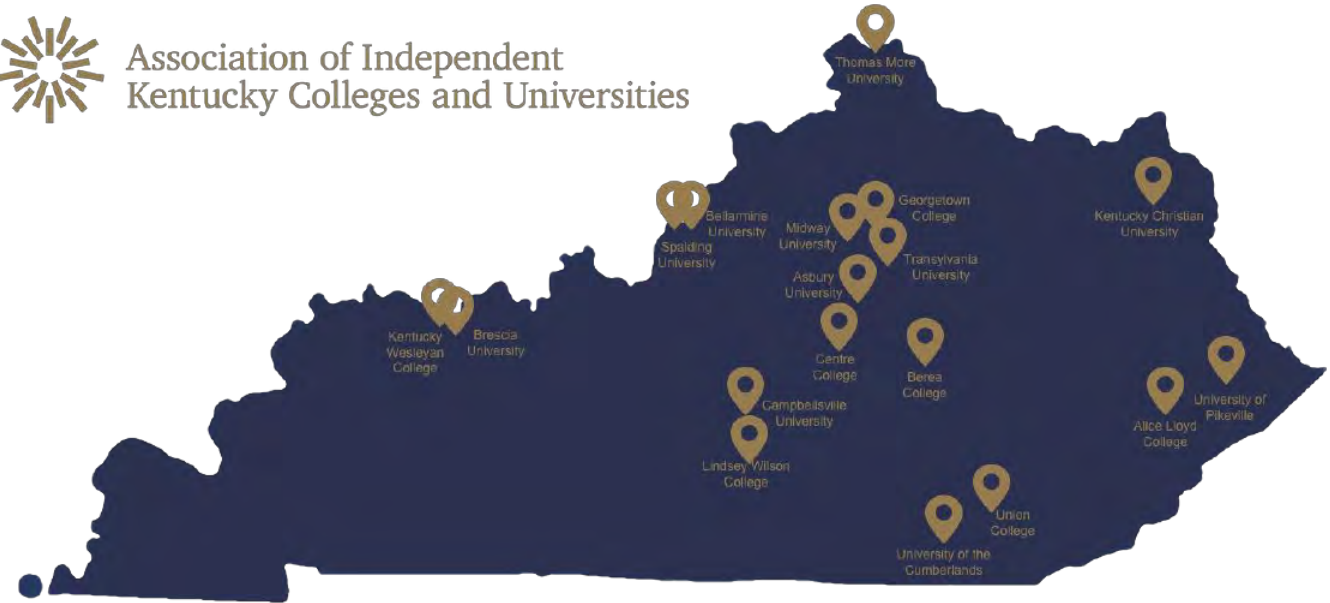 Association of Independent
Kentucky Colleges and Universities
Thomas More
University
Bellarmine
University
Spalding
University
Georgetown
College
Midway
University
Transylvania
University
Asbury
University
Kentucky Christian
University
Kentucky
Wesleyan
College
Brescia
University
Centre
College
Berea
College
Campbellsville
University
Lindsey Wilson
College
University of
Pikeville
Alice Lloyd
College
Union
College
University of the
Cumberlands